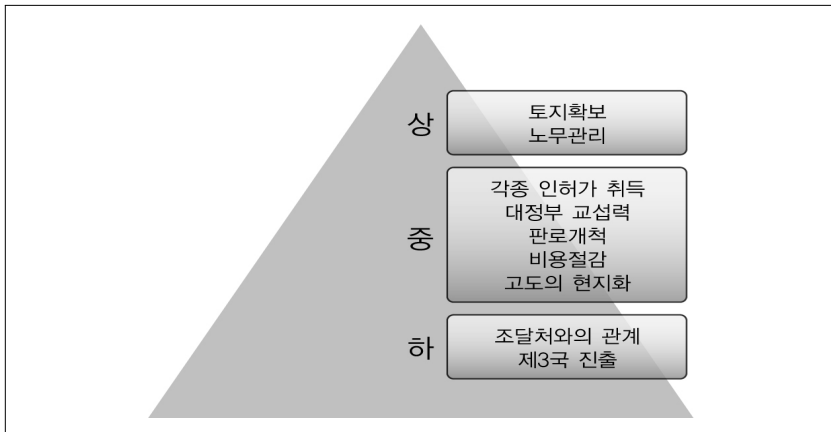 상
토지확보
노무관리
중
각종 인허가 취득
대정부 교섭력
판로개척
비용절감
고도의 현지화
하
조달처와의 관계
제3국 진출